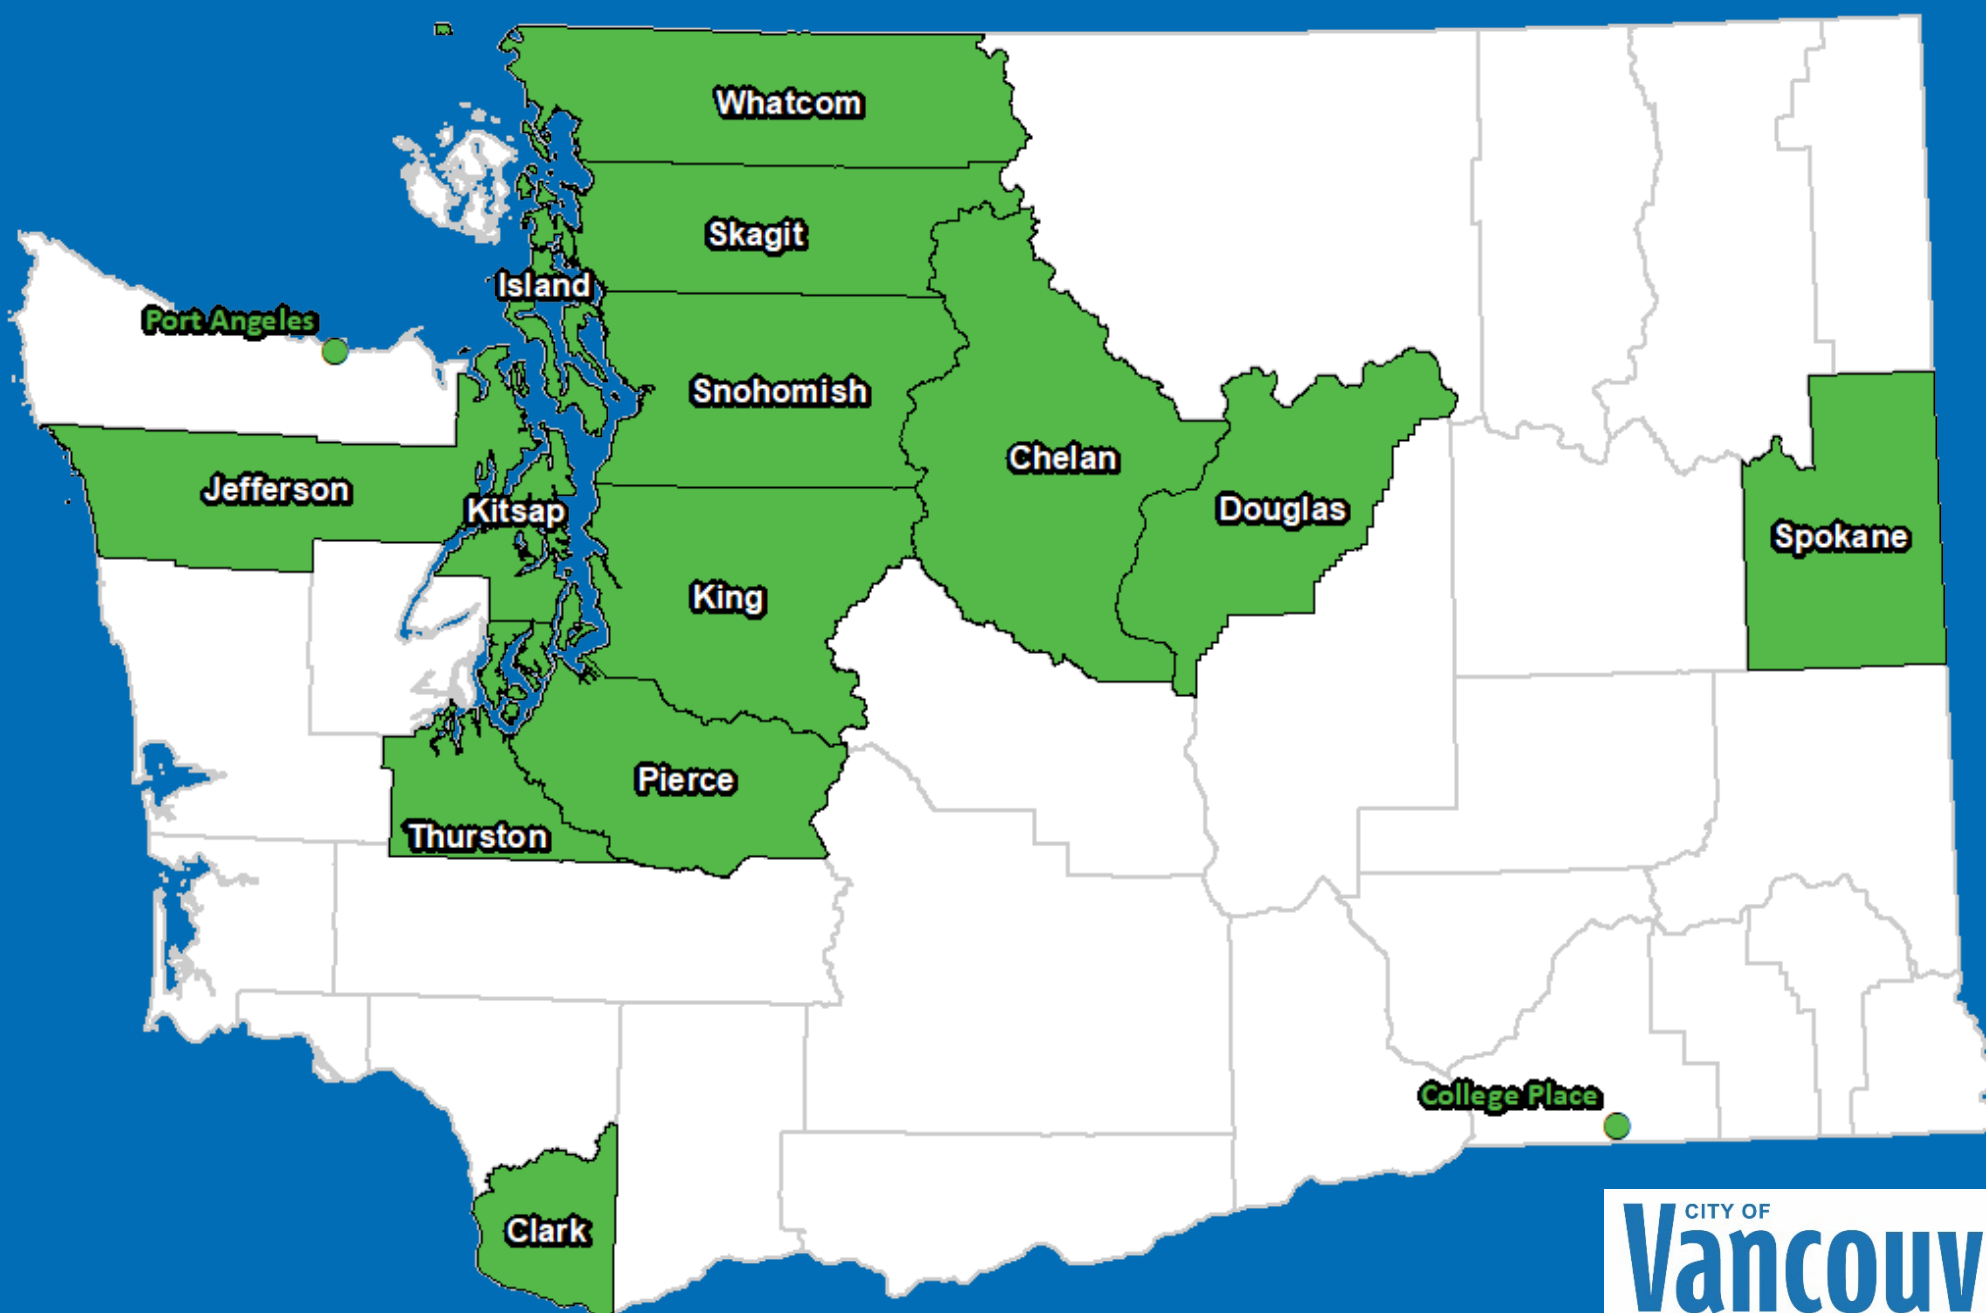 Whatcom
Skagit
Island
Port Angeles
Snohomish
Chelan
Jefferson
Kitsap
Douglas
Spokane
King
Pierce
Thurston
College Place
Clark
CITY OF
Vancouv